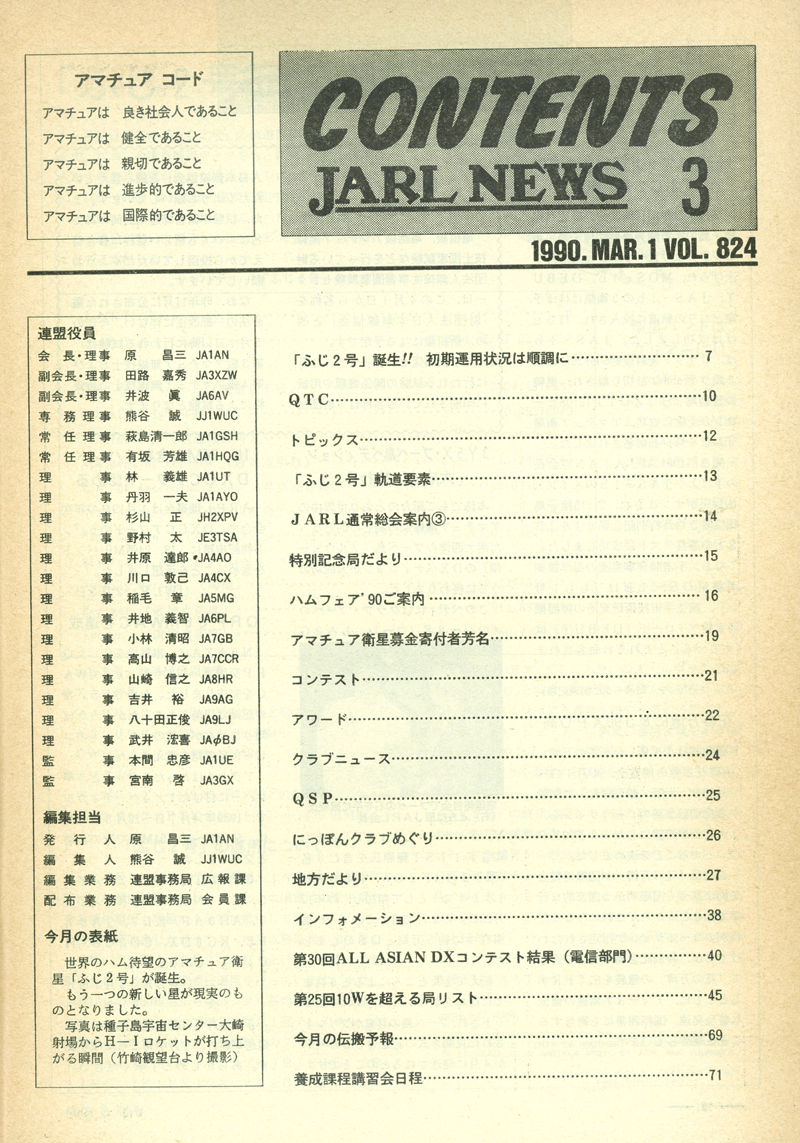 アマチュア コード
アマチュアは 良き社会人であること
アマチュアは 健全であること
アマチュアは 親切であること
アマチュアは 進歩的であること
アマチュアは 国際的であること
CONTENTS
JARL NEWS 3
1990. MAR. 1 VOL. 824
連盟役員
会長・理事 原 昌三 JA1AN
副会長・理事 田路 嘉秀 JA3XZW
副会長・理事 井波 眞 JA6AV
専務理事 熊谷 誠 JJ1WUC
常任理事 萩島清一郎 JA1GSH
常任理事 有坂 芳雄 JA1HQG
理事 林 義雄 JA1UT
理事 丹羽 一夫 JA1AYO
理事 杉山 正 JH2XPV
理事 野村 太 JE3TSA
理事 井原 達郎 JA4AO
理事 川口 敦己 JA4CX
理事 稲毛 章 JA5MG
理事 井地 義智 JA6PL
理事 小林 清昭 JA7GB
理事 高山 博之 JA7CCR
理事 山崎 信之 JA8HR
理事 吉井 裕 JA9AG
理事 八十田正俊 JA9LJ
理事 武井 浤喜 JAφBJ
監事 本間 忠彦 JA1UE
監事 宮南 啓 JA3GX
編集担当
発行人 原 昌三 JA1AN
編集人 熊谷 誠 JJ1WUC
編集業務 連盟事務局 広報課
配布業務 連盟事務局 会員課
今月の表紙
世界のハム待望のアマチュア衛
星「ふじ2号」が誕生。
もう一つの新しい星が現実のも
のとなりました。
写真は種子島宇宙センター大崎
射場からH－Iロケットが打ち上
がる瞬間（竹崎観望台より撮影）
「ふじ2号」誕生!! 初期運用状況は順調に……7
QTC……10
トピックス……12
「ふじ2号」軌道要素……13
JARL通常総会案内③……14
特別記念局だより……15
ハムフェア'90ご案内……16
アマチュア衛星募金寄付者芳名……19
コンテスト……21
アワード……22
クラブニュース……24
QSP……25
にっぽんクラブめぐり……26
地方だより……27
インフォメーション……38
第30回ALL ASIAN DXコンテスト結果（電信部門）……40
第25回10Wを超える局リスト……45
今月の伝搬予報……69
養成課程講習会日程……71